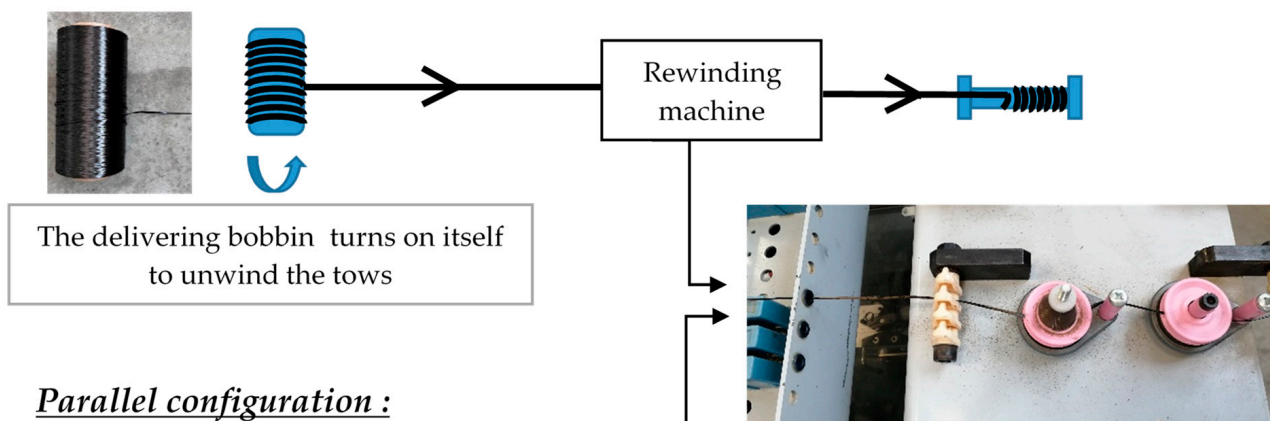 Rewinding
machine
The delivering bobbin turns on itself
to unwind the tows
Parallel configuration :